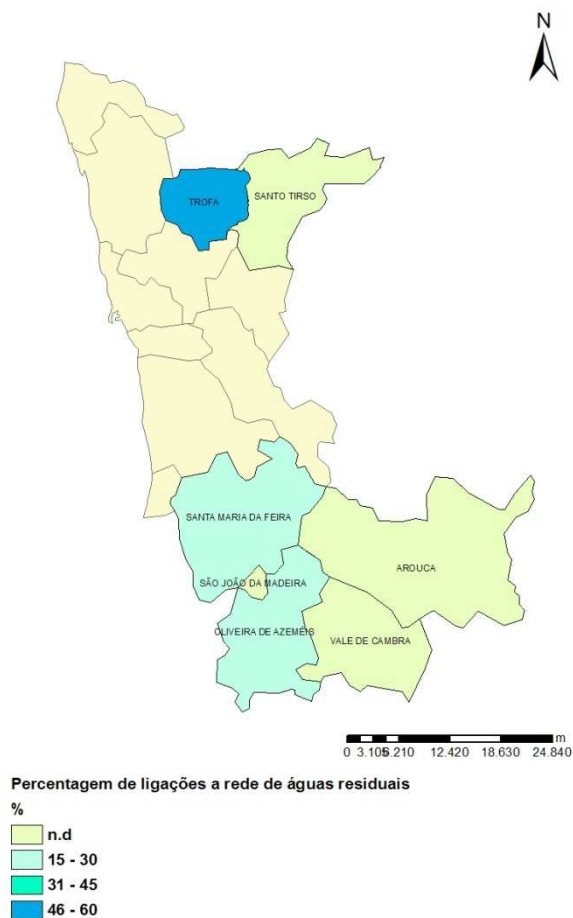 N
TROFA
SANTO TIRSO
SANTA MARIA DA FEIRA
AROUCA
SÃO JOÃO DA MADEIRA
OLIVEIRA DE AZEMÉIS
VALE DE CAMBRA
m
0 3.105 6.210 12.420 18.630 24.840
Percentagem de ligações a rede de águas residuais
%
n.d
15 - 30
31 - 45
46 - 60